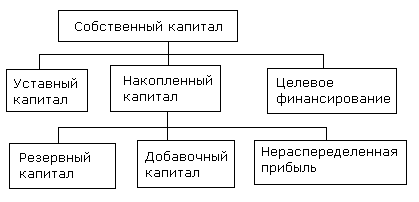 Собственный капитал
Уставный
капитал
Накопленный
капитал
Целевое
финансирование
Резервный
капитал
Добавочный
капитал
Нераспределенная
прибыль